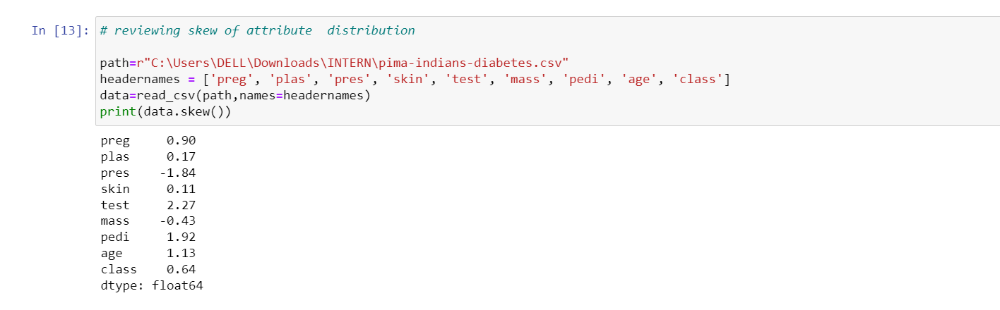 In [13]: # reviewing skew of attribute  distribution
path=r"C:\Users\DELL\Downloads\INTERN\pima-indians-diabetes.csv"
headernames = ['preg', 'plas', 'pres', 'skin', 'test', 'mass', 'pedi', 'age', 'class']
data=read_csv(path,names=headernames)
print(data.skew())
preg     0.90
plas     0.17
pres    -1.84
skin     0.11
test     2.27
mass    -0.43
pedi     1.92
age      1.13
class    0.64
dtype: float64